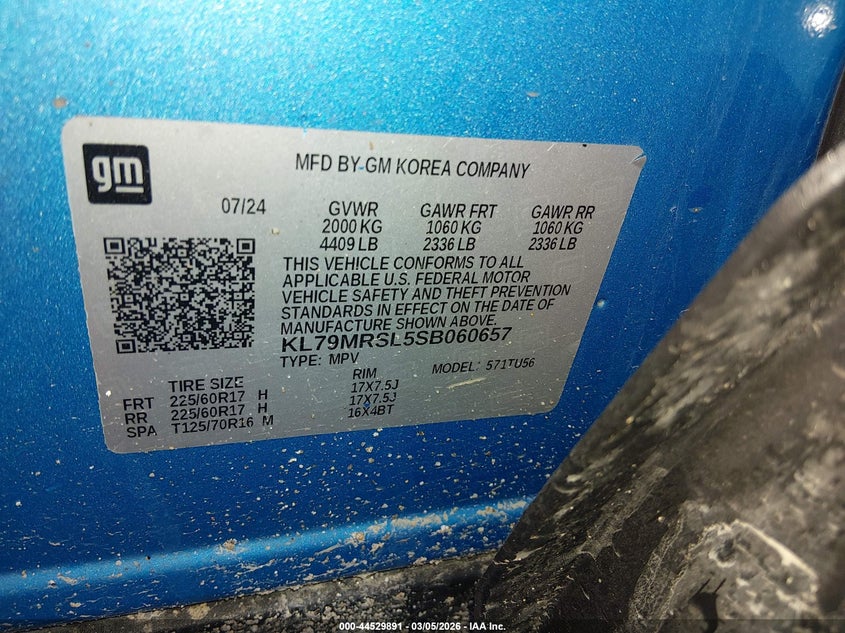 gm
MFD BY GM KOREA COMPANY
07/24 GVWR GAWR FRT GAWR RR
2000 KG 1060 KG 1060 KG
4409 LB 2336 LB 2336 LB
THIS VEHICLE CONFORMS TO ALL
APPLICABLE U.S. FEDERAL MOTOR
VEHICLE SAFETY AND THEFT PREVENTION
STANDARDS IN EFFECT ON THE DATE OF
MANUFACTURE SHOWN ABOVE.
KL79MRSL5SB060657
TYPE: MPV MODEL: 571TU56
TIRE SIZE RIM
FRT 225/60R17 H 17X7.5J
RR 225/60R17 H 17X7.5J
SPA T125/70R16 M 16X4BT
000-44529891 - 03/05/2026 - IAA Inc.